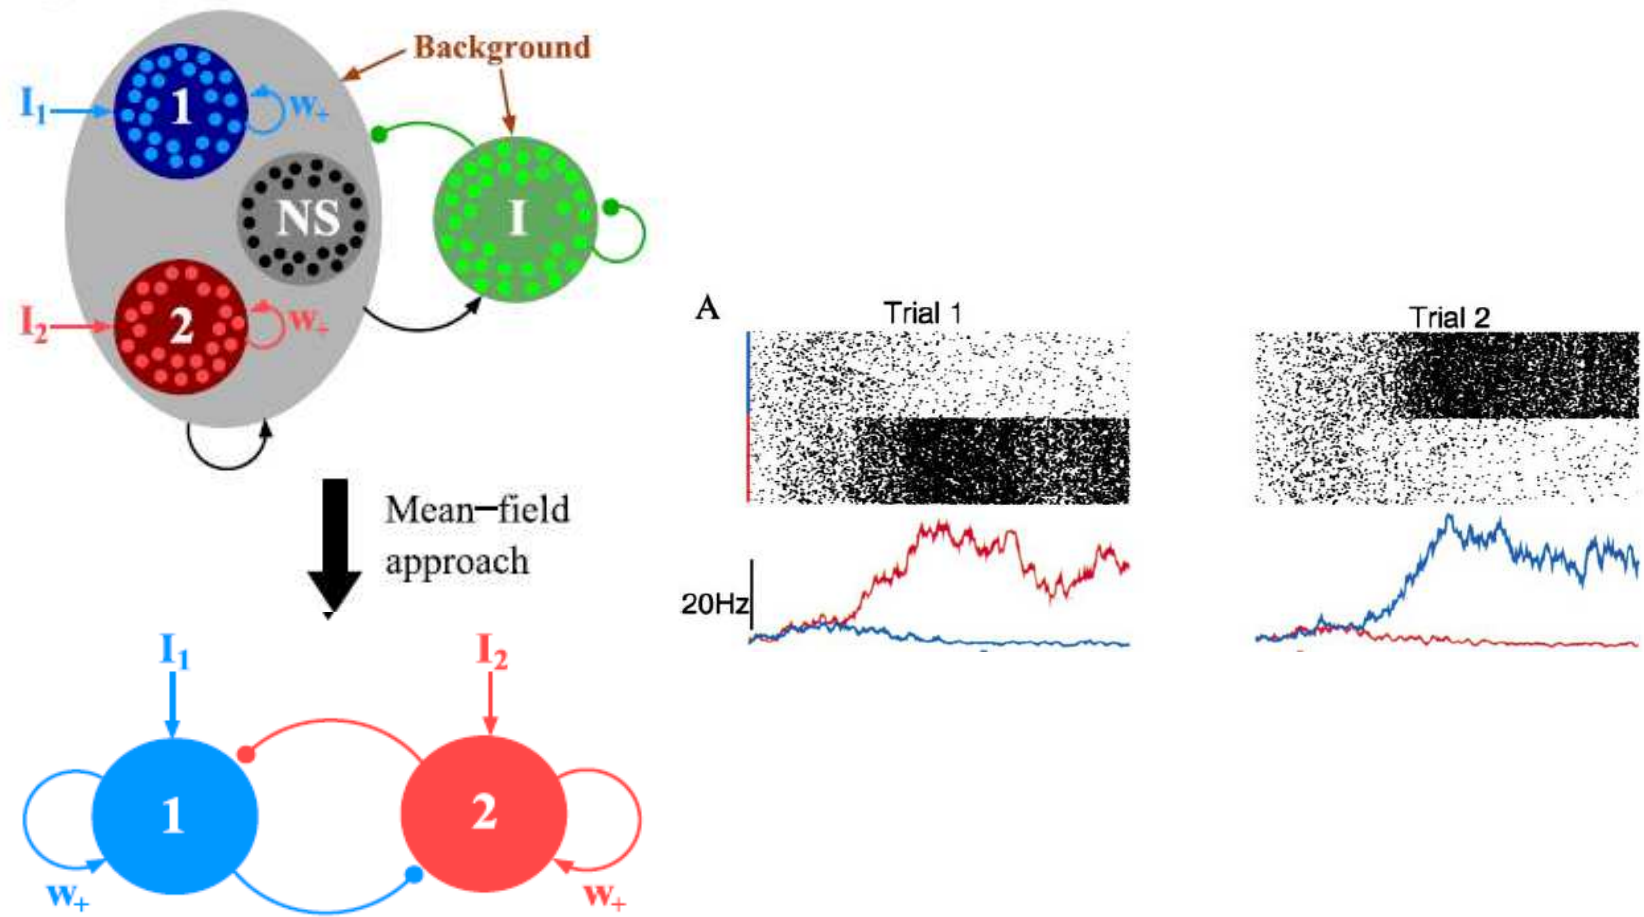 Background
I₁
1
w₊
NS
I
I₂
2
w₊
Mean-field
approach
I₁
I₂
1
2
w₊
w₊
A
Trial 1
Trial 2
20Hz